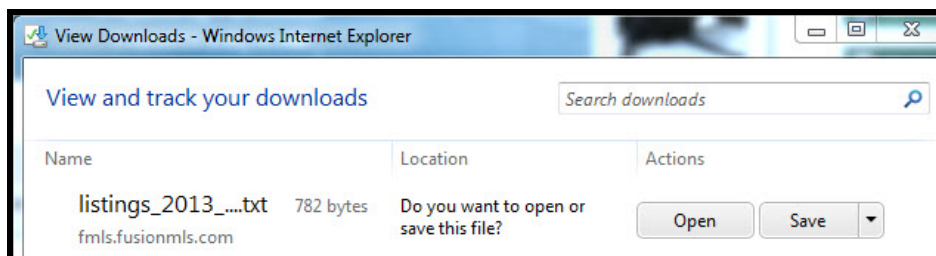 View Downloads - Windows Internet Explorer
View and track your downloads
Search downloads
Name Location Actions
listings_2013_....txt 782 bytes Do you want to open or
save this file? Open Save
fmls.fusionmls.com